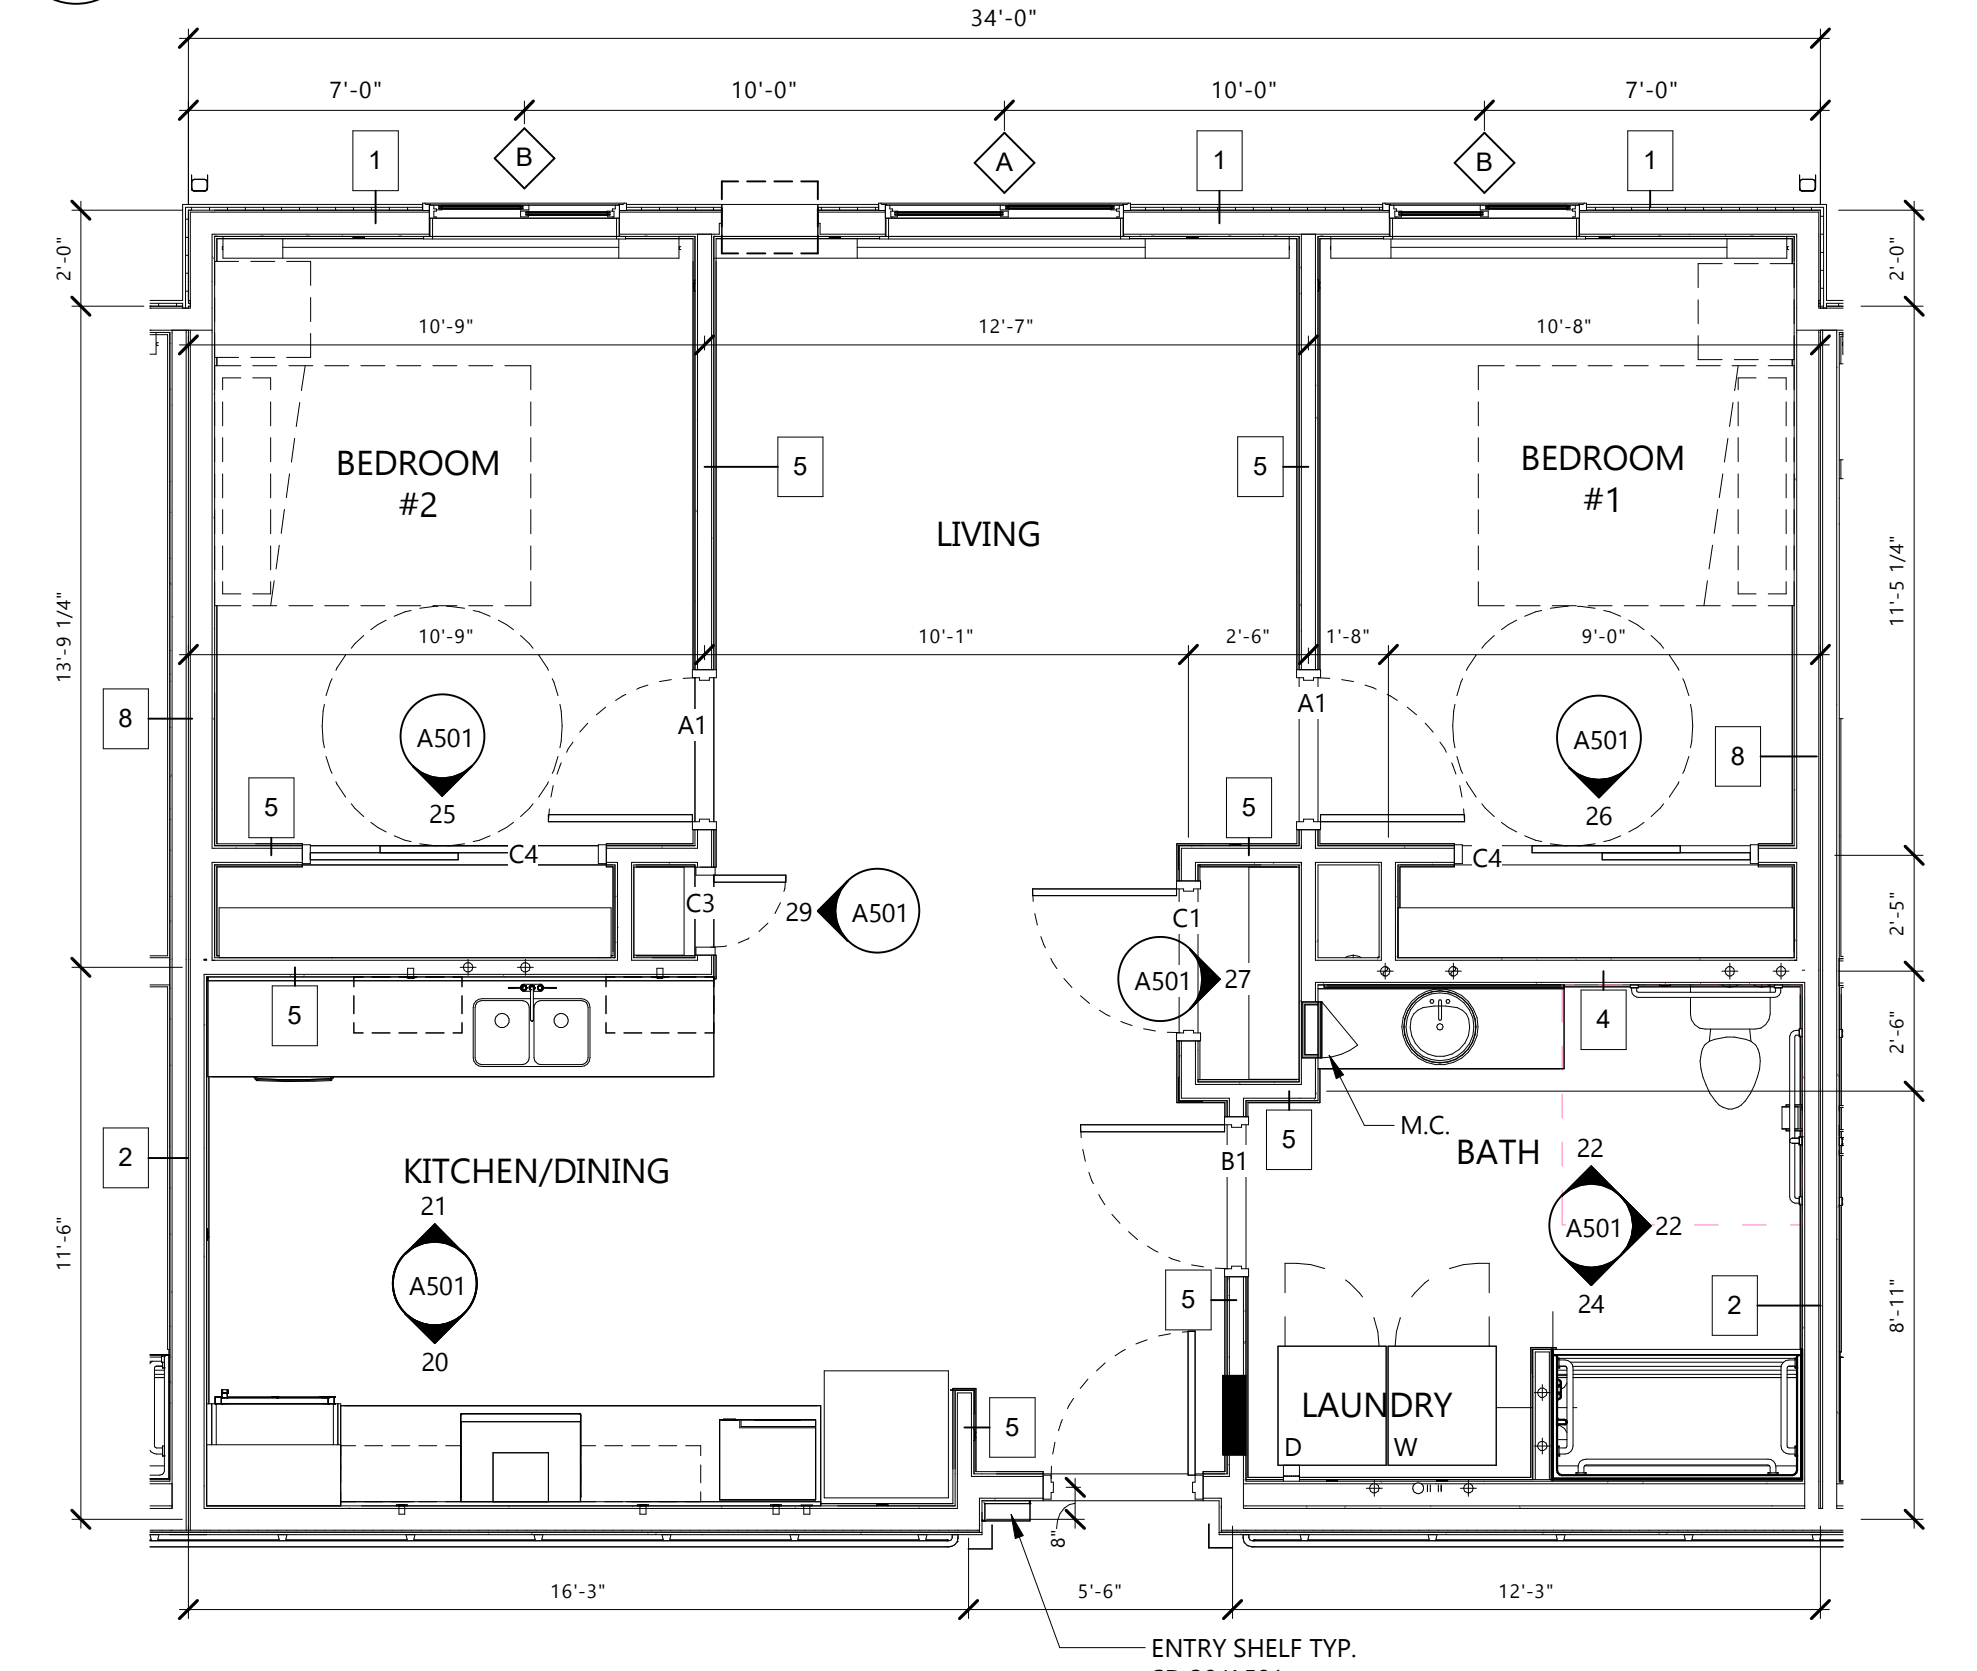 34'-0"
7'-0" 10'-0" 10'-0" 7'-0"
1 B A 1 B 1
2'-0" 2'-0"
10'-9" 12'-7" 10'-8"
BEDROOM
#2
5
5
BEDROOM
#1
LIVING
13'-9 1/4"
11'-5 1/4"
10'-9" 10'-1" 2'-6" 1'-8" 9'-0"
8
A1
A1
A501
25
A501
26
8
5
5
C4
C4
C3
29 A501
C1
2'-5"
A501 27
5
4
2'-6"
M.C.
5
2
B1
BATH
KITCHEN/DINING
21
A501
20
22
A501 22
24
11'-6"
5
2
8'-11"
LAUNDRY
D W
5
8"
16'-3" 5'-6" 12'-3"
ENTRY SHELF TYP.